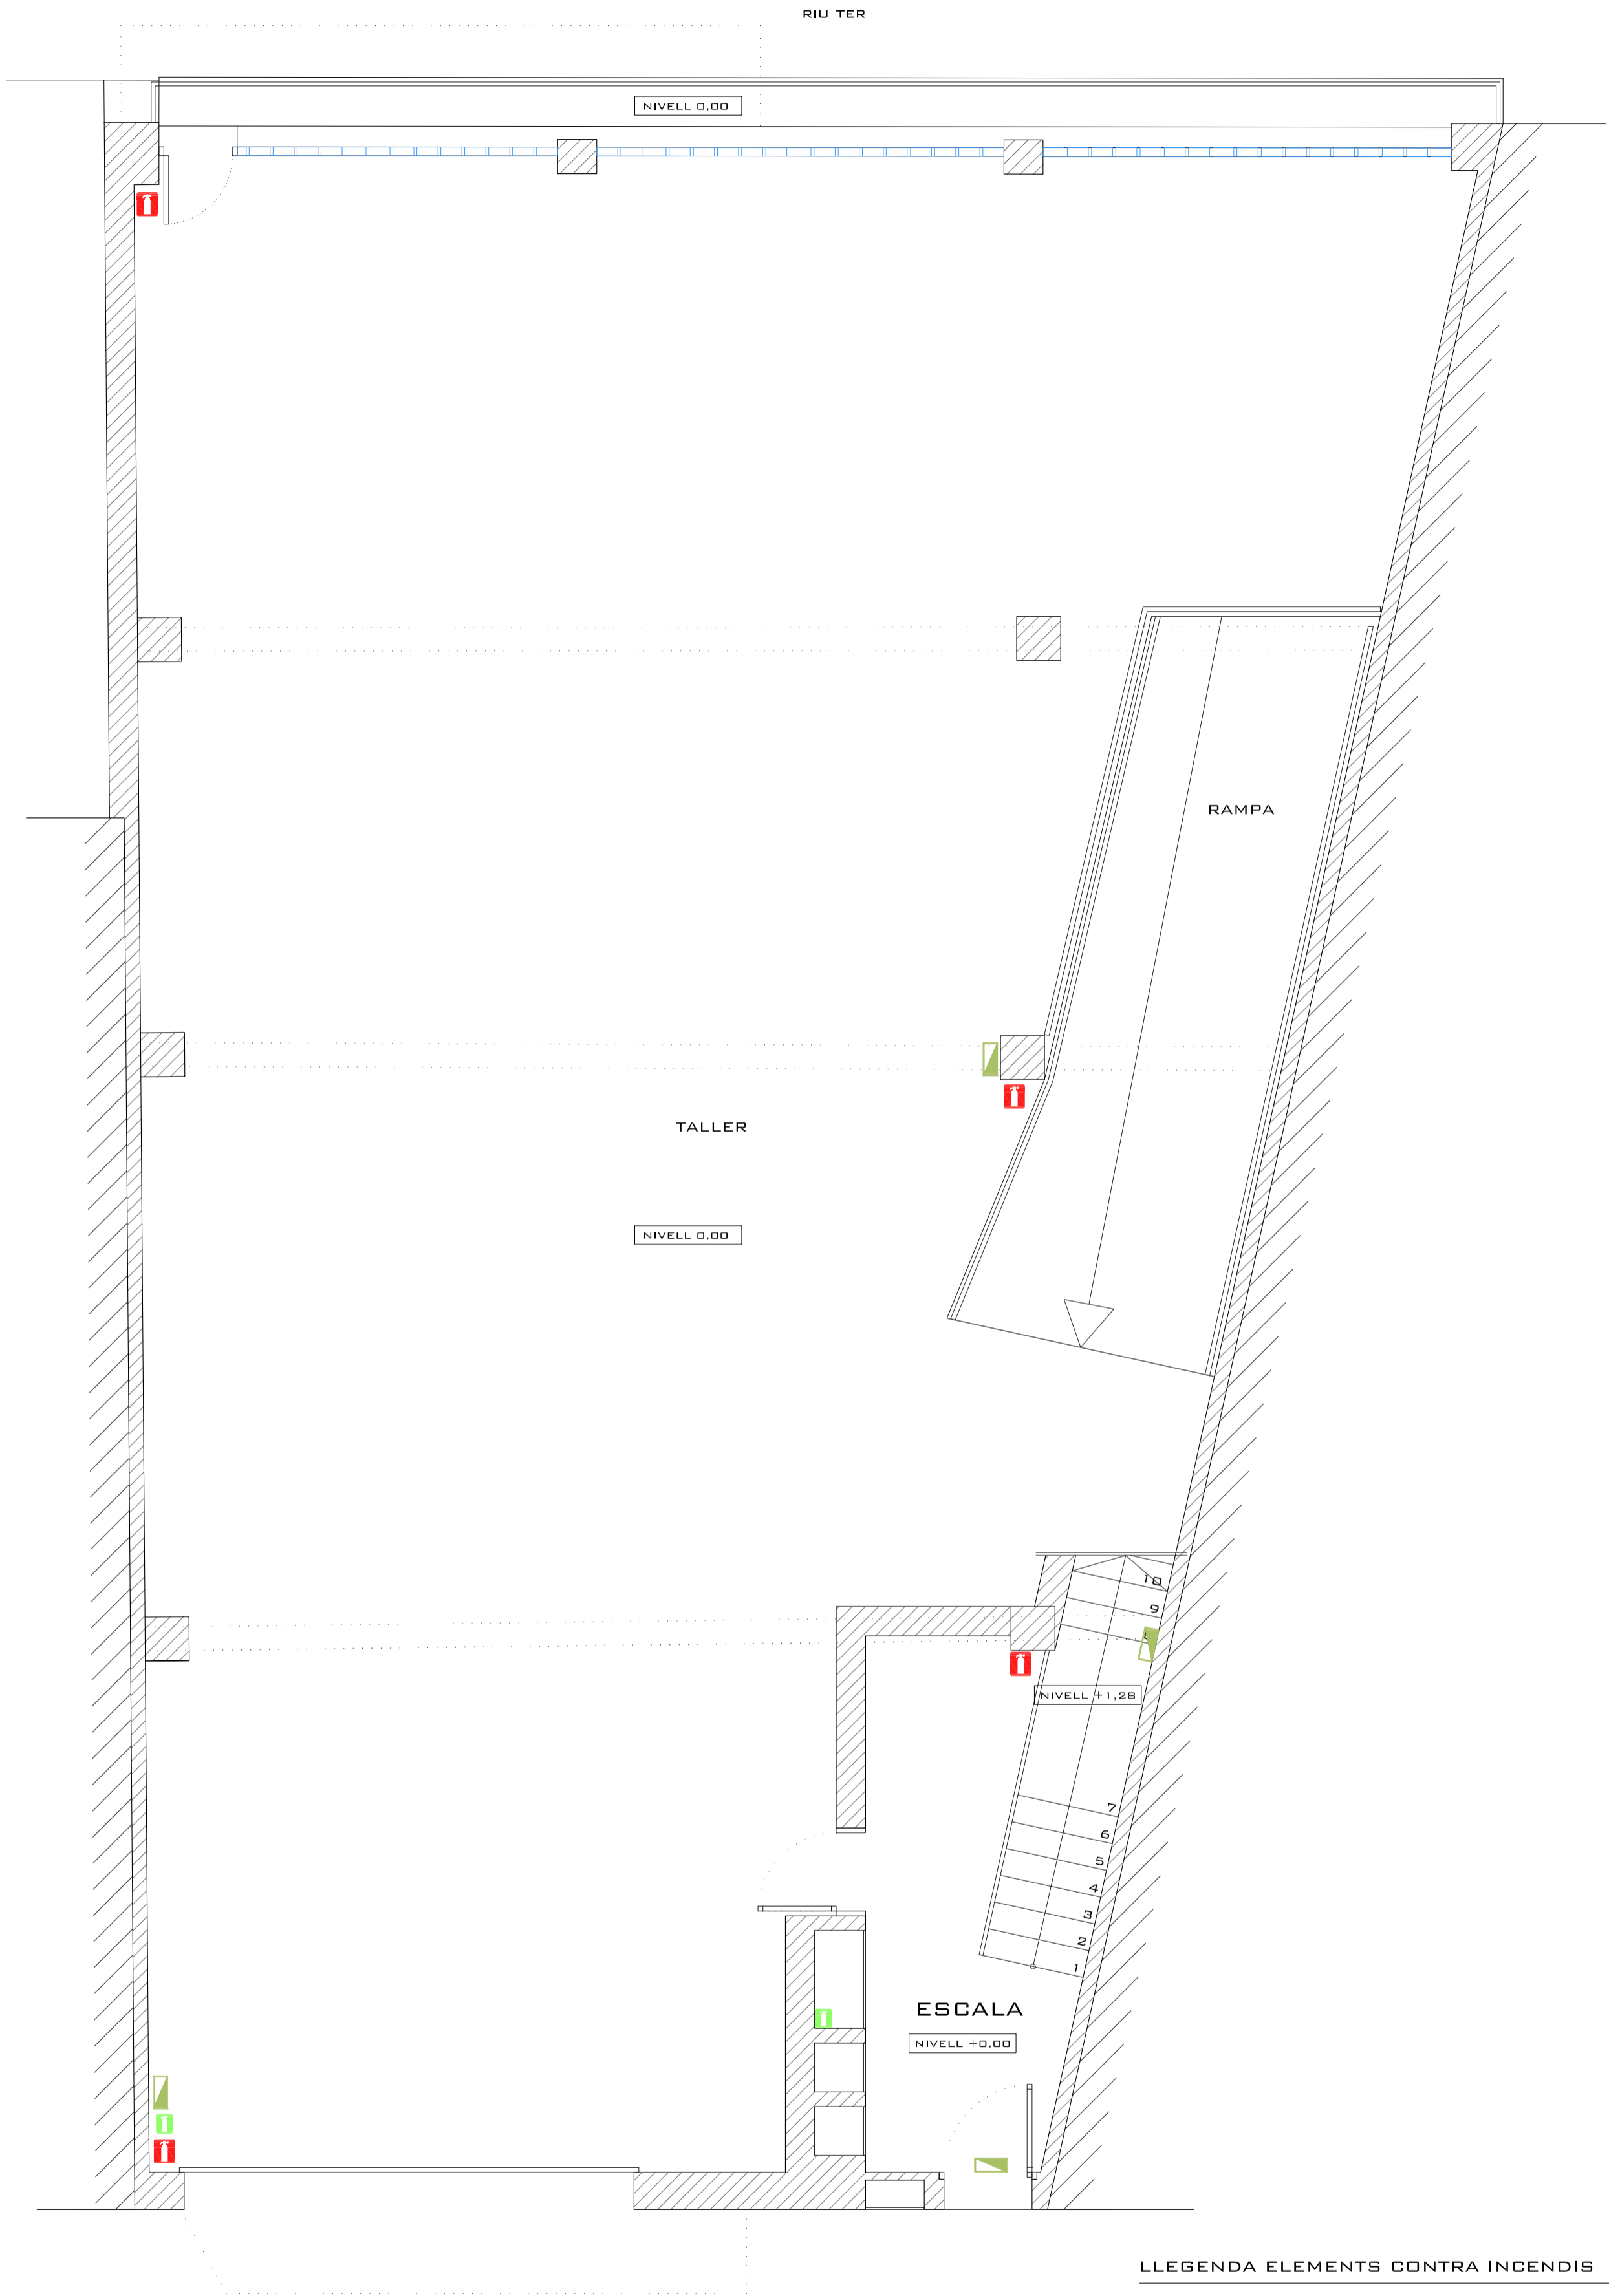 RIU TER
NIVELL 0,00
RAMPA
TALLER
NIVELL 0,00
10
9
NIVELL +1,28
7
6
5
4
3
2
1
ESCALA
NIVELL +0,00
LLEGENDA ELEMENTS CONTRA INCENDIS